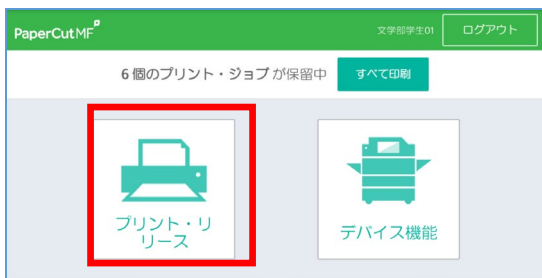 PaperCut MF
文学部学生01
ログアウト
6 個のプリント・ジョブ が保留中
すべて印刷
プリント・リ
リース
デバイス機能